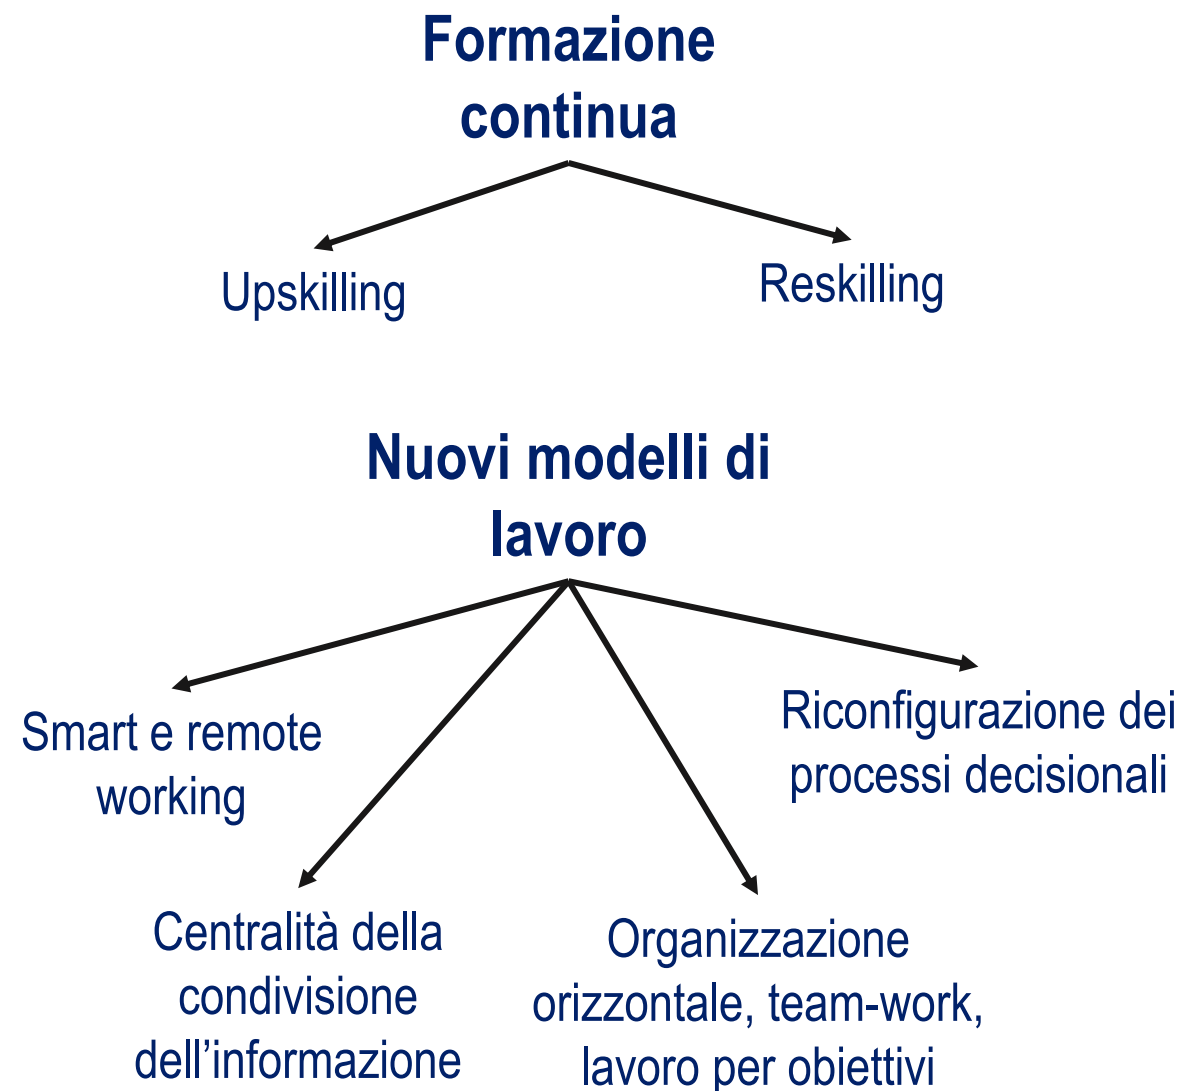 Formazione
continua
Upskilling
Reskilling
Nuovi modelli di
lavoro
Smart e remote
working
Riconfigurazione dei
processi decisionali
Centralità della
condivisione
dell’informazione
Organizzazione
orizzontale, team-work,
lavoro per obiettivi